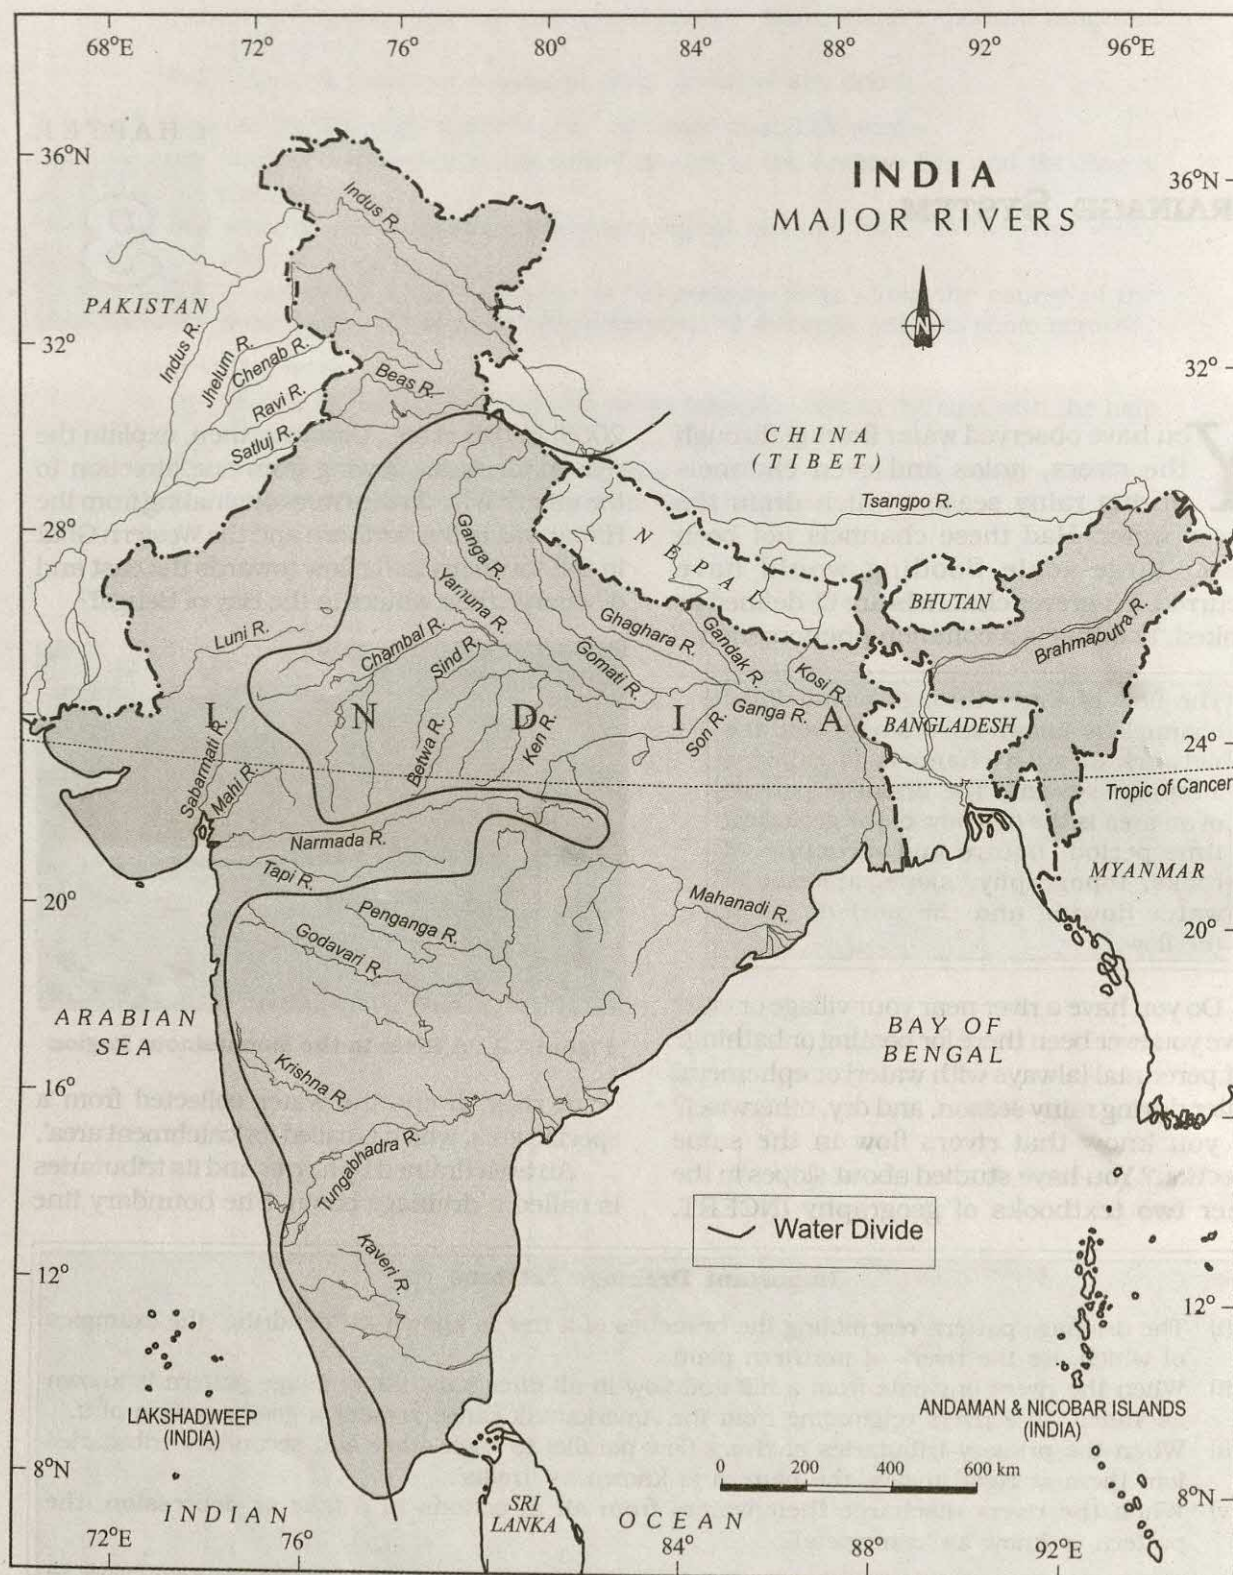 68°E 72° 76° 80° 84° 88° 92° 96°E
INDIA
MAJOR RIVERS
N
36°N
32°
28°
20°
16°
12°
8°N
36°N
32°
24°
20°
12°
8°N
PAKISTAN
CHINA
(TIBET)
NEPA
BHUTAN
BANGLADESH
MYANMAR
Indus R.
Indus R.
Jhelum R.
Chenab R.
Ravi R.
Satluj R.
Beas R.
Tsangpo R.
Brahmaputra R.
Ganga R.
Yamuna R.
Ghaghara R.
Gomati R.
Gandak R.
Kosi R.
Ganga R.
Luni R.
Chambal R.
Sind R.
Betwa R.
Ken R.
Son R.
I N D I A
Sabarmati R.
Mahi R.
Tropic of Cancer
Narmada R.
Tapi R.
Mahanadi R.
Penganga R.
Godavari R.
Krishna R.
Tungabhadra R.
Kaveri R.
ARABIAN
SEA
BAY OF
BENGAL
Water Divide
LAKSHADWEEP
(INDIA)
ANDAMAN & NICOBAR ISLANDS
(INDIA)
0 200 400 600 km
SRI
LANKA
INDIAN OCEAN
72°E 76° 84° 88° 92°E